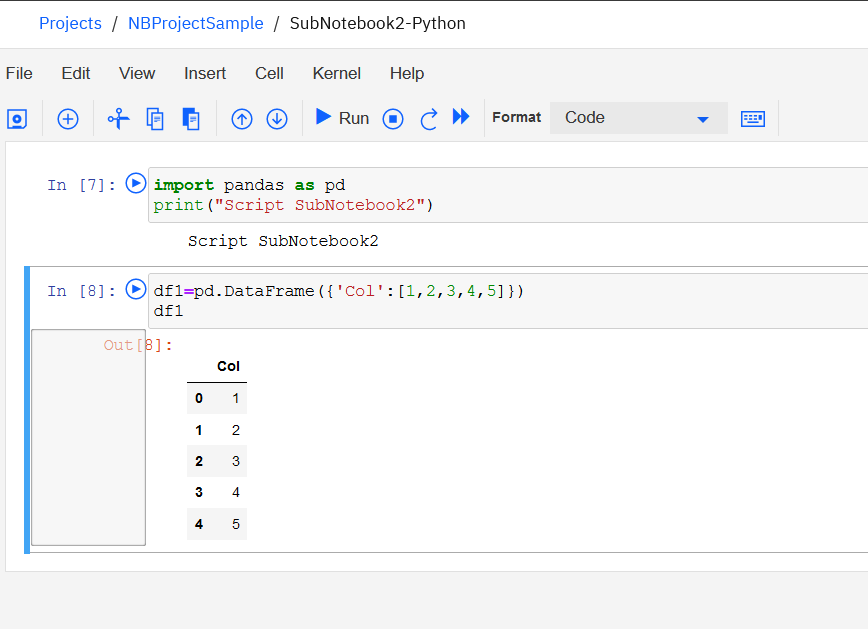 Projects / NBProjectSample / SubNotebook2-Python
File Edit View Insert Cell Kernel Help
Run Format Code
In [7]: import pandas as pd
print("Script SubNotebook2")
Script SubNotebook2
In [8]: df1=pd.DataFrame({'Col':[1,2,3,4,5]})
df1
Out[8]:
Col
0 1
1 2
2 3
3 4
4 5